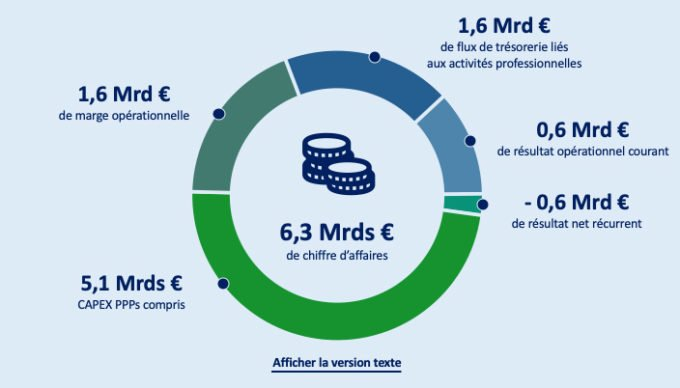 1,6 Mrd €
de flux de trésorerie liés
aux activités professionnelles
1,6 Mrd €
de marge opérationnelle
0,6 Mrd €
de résultat opérationnel courant
- 0,6 Mrd €
de résultat net récurrent
6,3 Mrds €
de chiffre d’affaires
5,1 Mrds €
CAPEX PPPs compris
Afficher la version texte